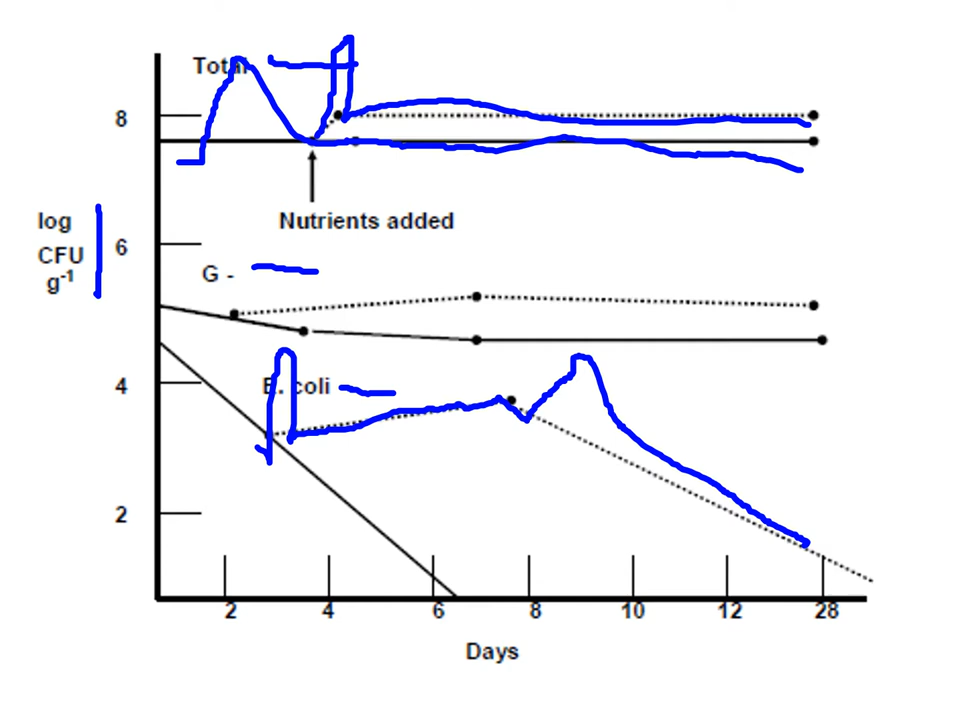 Total
8
Nutrients added
log
CFU
g-1
6
G -
4
E. coli
2
2 4 6 8 10 12 28
Days